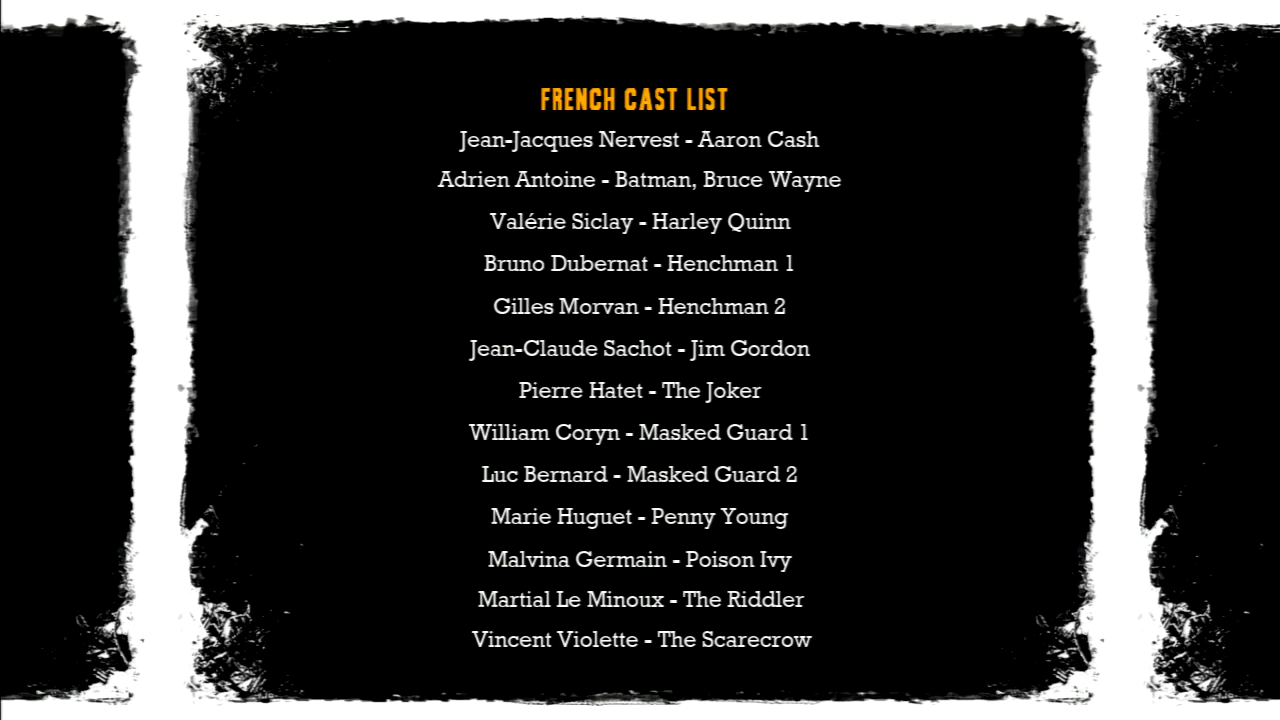 FRENCH CAST LIST
Jean-Jacques Nervest - Aaron Cash
Adrien Antoine - Batman, Bruce Wayne
Valérie Siclay - Harley Quinn
Bruno Dubernat - Henchman 1
Gilles Morvan - Henchman 2
Jean-Claude Sachot - Jim Gordon
Pierre Hatet - The Joker
William Coryn - Masked Guard 1
Luc Bernard - Masked Guard 2
Marie Huguet - Penny Young
Malvina Germain - Poison Ivy
Martial Le Minoux - The Riddler
Vincent Violette - The Scarecrow